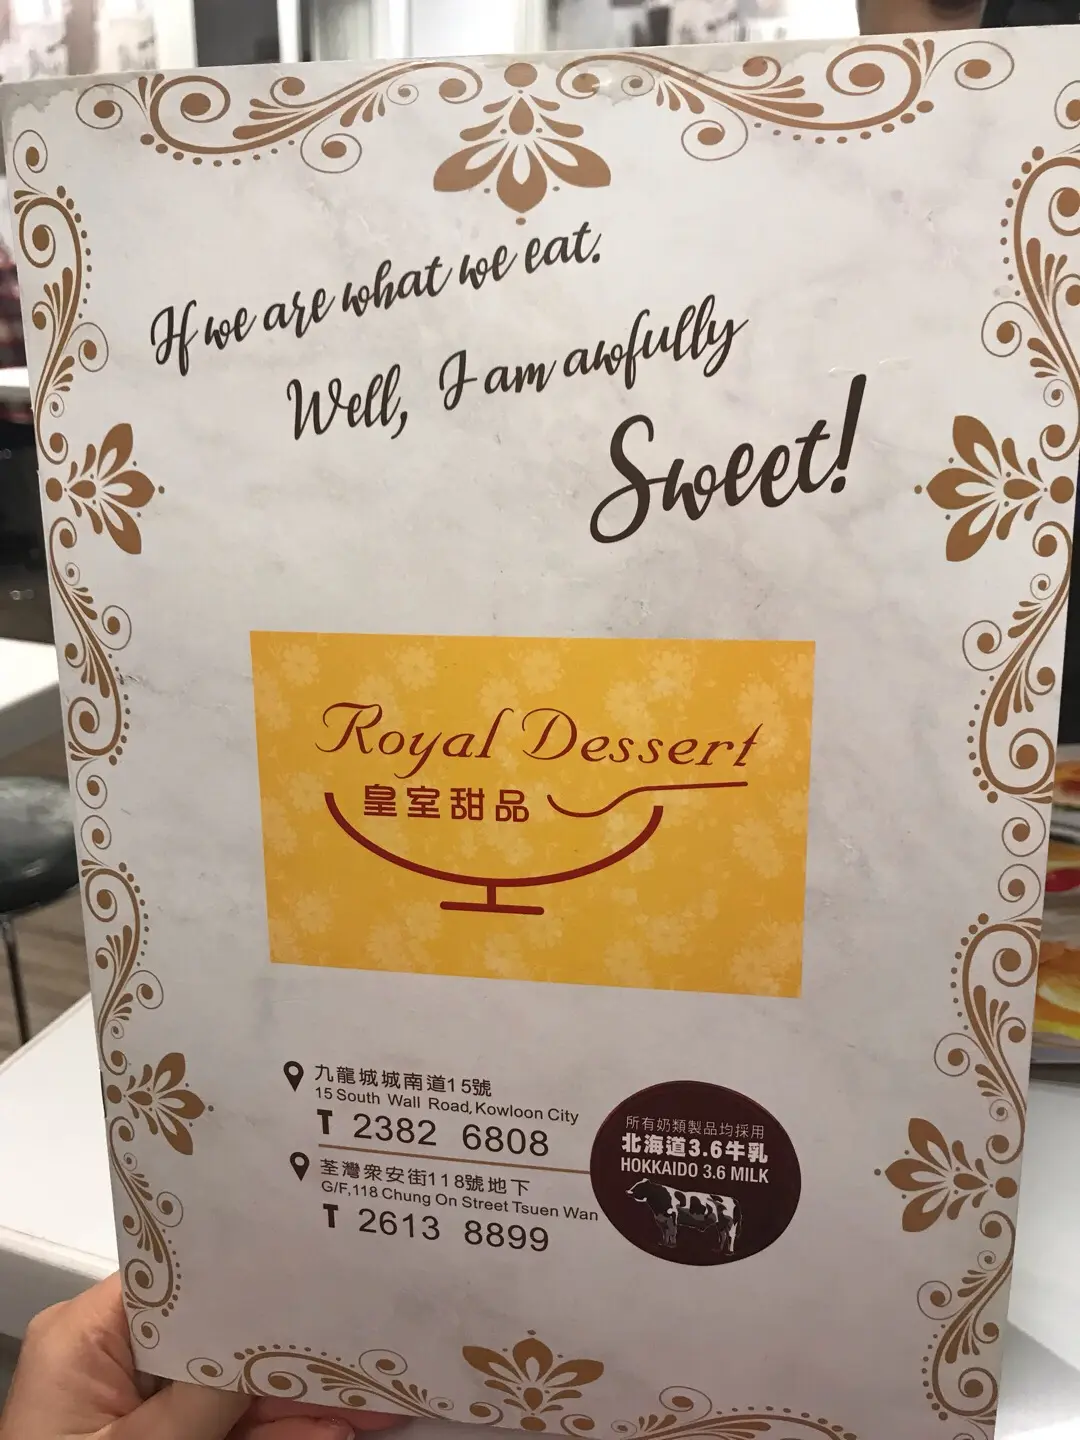 If we are what we eat.
Well, I am awfully
Sweet!
Royal Dessert
皇室甜品
九龍城城南道15號
15 South Wall Road, Kowloon City
T 2382 6808
荃灣衆安街118號地下
G/F,118 Chung On Street Tsuen Wan
T 2613 8899
所有奶類製品均採用
北海道3.6牛乳
HOKKAIDO 3.6 MILK